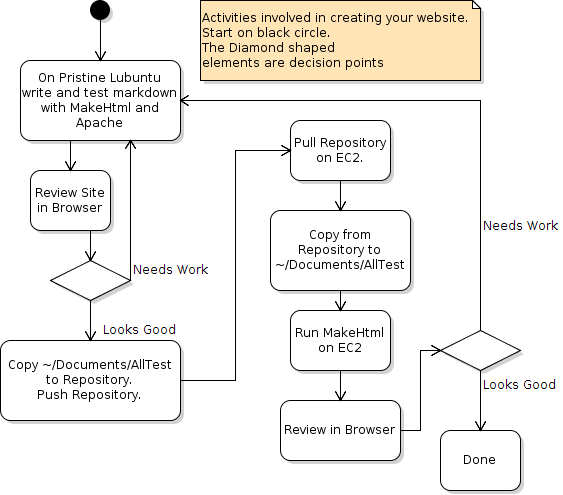 Activities involved in creating your website.
Start on black circle.
The Diamond shaped
elements are decision points
On Pristine Lubuntu
write and test markdown
with MakeHtml and
Apache
Review Site
in Browser
Needs Work
Looks Good
Copy ~/Documents/AllTest
to Repository.
Push Repository.
Pull Repository
on EC2.
Copy from
Repository to
~/Documents/AllTest
Run MakeHtml
on EC2
Review in Browser
Needs Work
Looks Good
Done